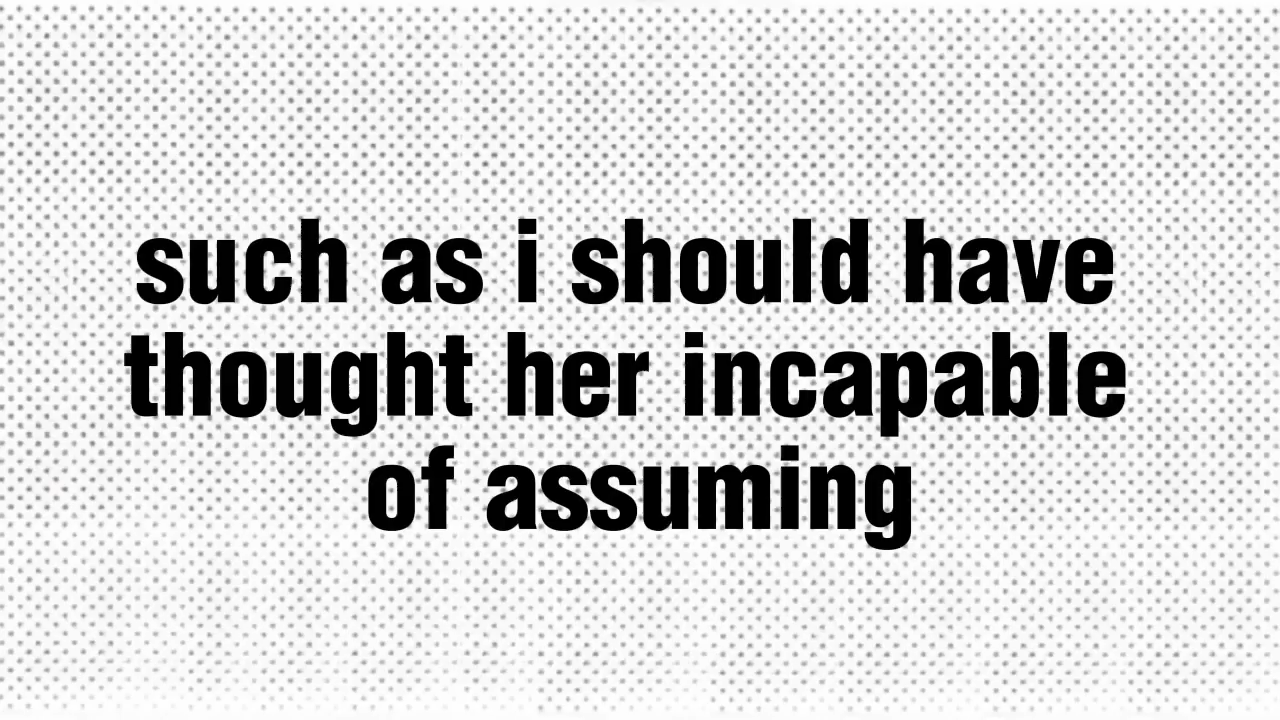 such as i should have
thought her incapable
of assuming